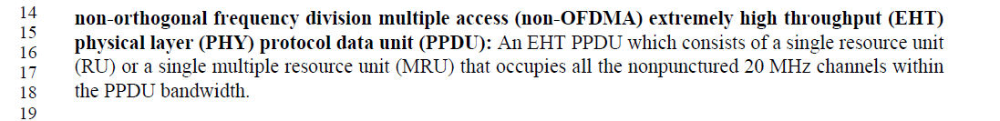 14 non-orthogonal frequency division multiple access (non-OFDMA) extremely high throughput (EHT)
15 physical layer (PHY) protocol data unit (PPDU): An EHT PPDU which consists of a single resource unit
16
17 (RU) or a single multiple resource unit (MRU) that occupies all the nonpunctured 20 MHz channels within
18 the PPDU bandwidth.
19